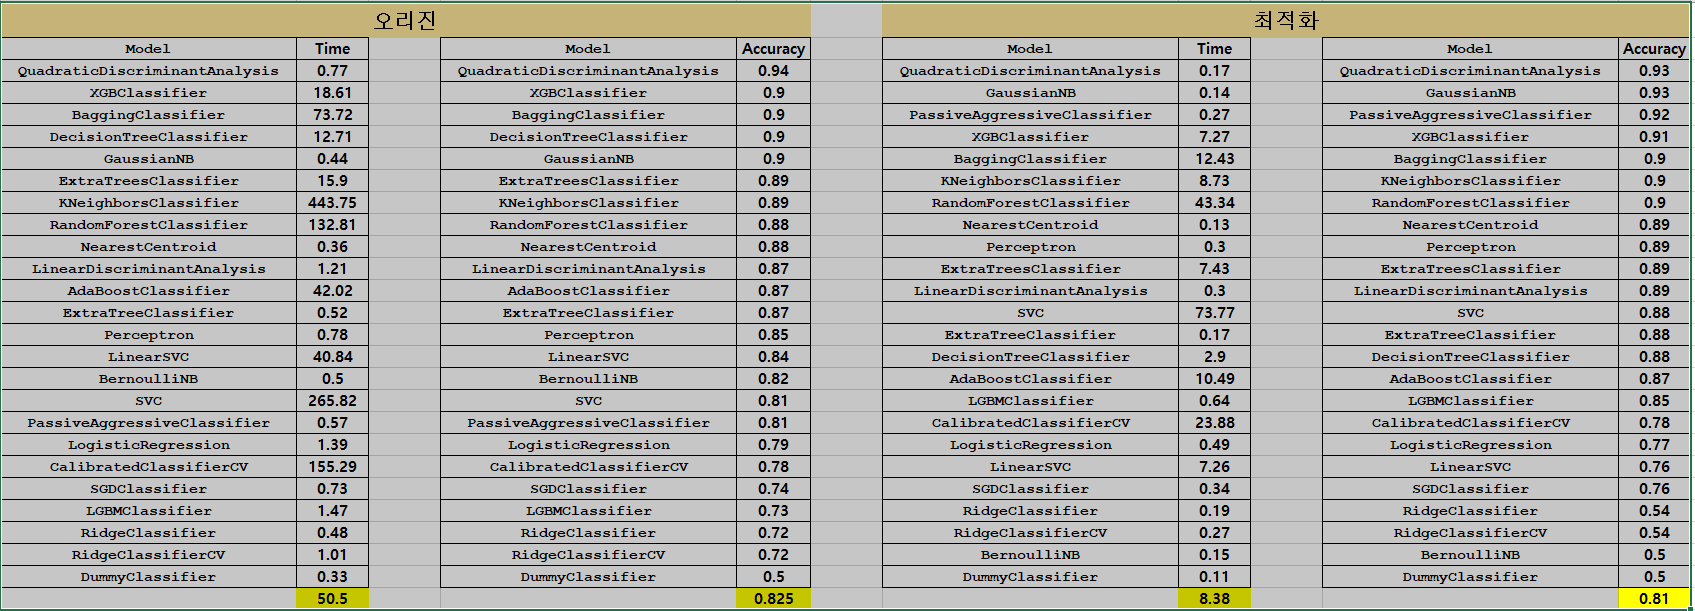 오리진 최적화
Model Time Model Accuracy Model Time Model Accuracy
QuadraticDiscriminantAnalysis 0.77 QuadraticDiscriminantAnalysis 0.94 QuadraticDiscriminantAnalysis 0.17 QuadraticDiscriminantAnalysis 0.93
XGBClassifier 18.61 XGBClassifier 0.9 GaussianNB 0.14 GaussianNB 0.93
BaggingClassifier 73.72 BaggingClassifier 0.9 PassiveAggressiveClassifier 0.27 PassiveAggressiveClassifier 0.92
DecisionTreeClassifier 12.71 DecisionTreeClassifier 0.9 XGBClassifier 7.27 XGBClassifier 0.91
GaussianNB 0.44 GaussianNB 0.9 BaggingClassifier 12.43 BaggingClassifier 0.9
ExtraTreesClassifier 15.9 ExtraTreesClassifier 0.89 KNeighborsClassifier 8.73 KNeighborsClassifier 0.9
KNeighborsClassifier 443.75 KNeighborsClassifier 0.89 RandomForestClassifier 43.34 RandomForestClassifier 0.9
RandomForestClassifier 132.81 RandomForestClassifier 0.88 NearestCentroid 0.13 NearestCentroid 0.89
NearestCentroid 0.36 NearestCentroid 0.88 Perceptron 0.3 Perceptron 0.89
LinearDiscriminantAnalysis 1.21 LinearDiscriminantAnalysis 0.87 ExtraTreesClassifier 7.43 ExtraTreesClassifier 0.89
AdaBoostClassifier 42.02 AdaBoostClassifier 0.87 LinearDiscriminantAnalysis 0.3 LinearDiscriminantAnalysis 0.89
ExtraTreeClassifier 0.52 ExtraTreeClassifier 0.87 SVC 73.77 SVC 0.88
Perceptron 0.78 Perceptron 0.85 ExtraTreeClassifier 0.17 ExtraTreeClassifier 0.88
LinearSVC 40.84 LinearSVC 0.84 DecisionTreeClassifier 2.9 DecisionTreeClassifier 0.88
BernoulliNB 0.5 BernoulliNB 0.82 AdaBoostClassifier 10.49 AdaBoostClassifier 0.87
SVC 265.82 SVC 0.81 LGBMClassifier 0.64 LGBMClassifier 0.85
PassiveAggressiveClassifier 0.57 PassiveAggressiveClassifier 0.81 CalibratedClassifierCV 23.88 CalibratedClassifierCV 0.78
LogisticRegression 1.39 LogisticRegression 0.79 LogisticRegression 0.49 LogisticRegression 0.77
CalibratedClassifierCV 155.29 CalibratedClassifierCV 0.78 LinearSVC 7.26 LinearSVC 0.76
SGDClassifier 0.73 SGDClassifier 0.74 SGDClassifier 0.34 SGDClassifier 0.76
LGBMClassifier 1.47 LGBMClassifier 0.73 RidgeClassifier 0.19 RidgeClassifier 0.54
RidgeClassifier 0.48 RidgeClassifier 0.72 RidgeClassifierCV 0.27 RidgeClassifierCV 0.54
RidgeClassifierCV 1.01 RidgeClassifierCV 0.72 BernoulliNB 0.15 BernoulliNB 0.5
DummyClassifier 0.33 DummyClassifier 0.5 DummyClassifier 0.11 DummyClassifier 0.5
50.5 0.825 8.38 0.81